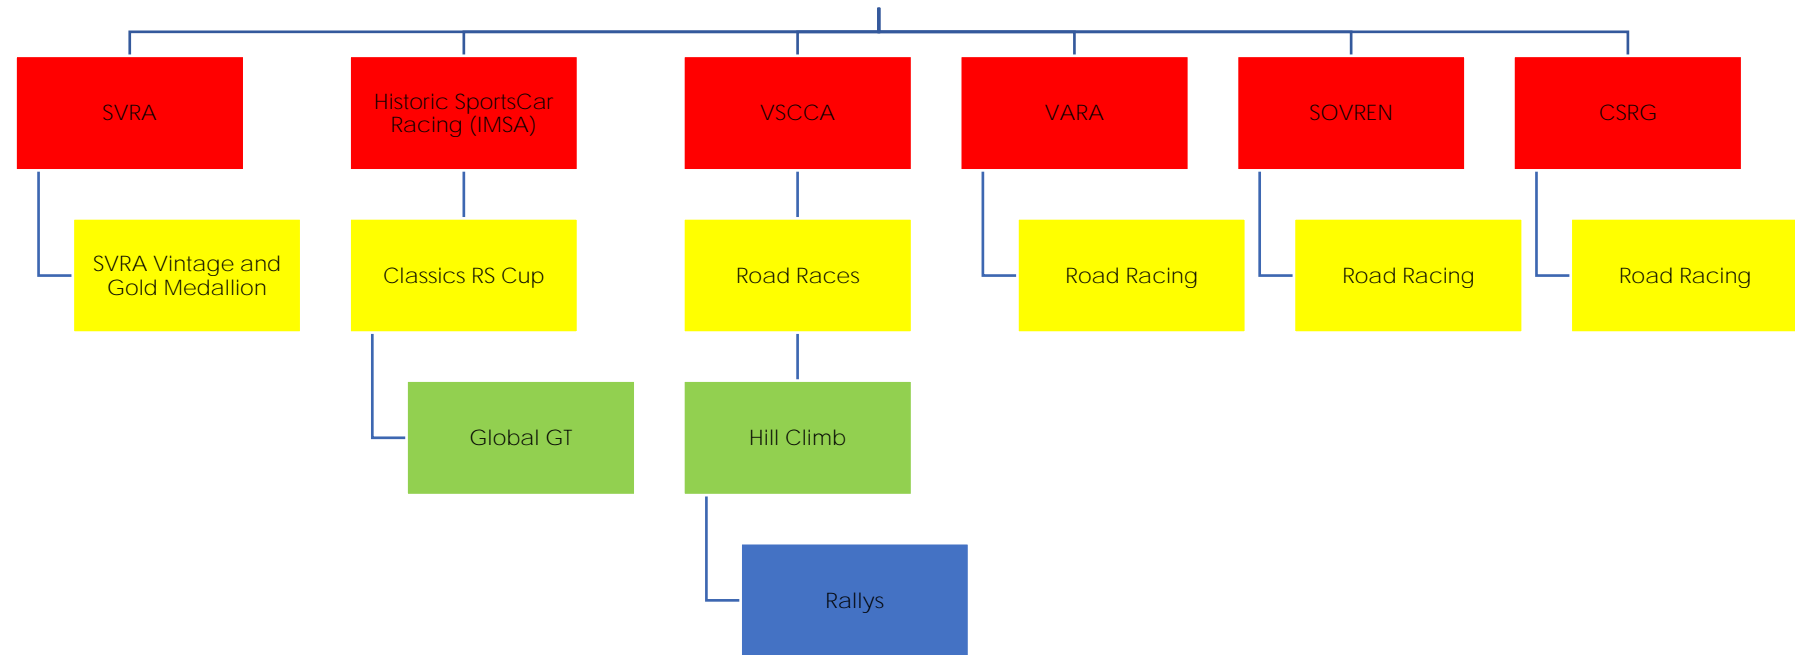 SVRA
Historic SportsCar
Racing (IMSA)
VSCCA
VARA
SOVREN
CSRG
SVRA Vintage and
Gold Medallion
Classics RS Cup
Road Races
Road Racing
Road Racing
Road Racing
Global GT
Hill Climb
Rallys